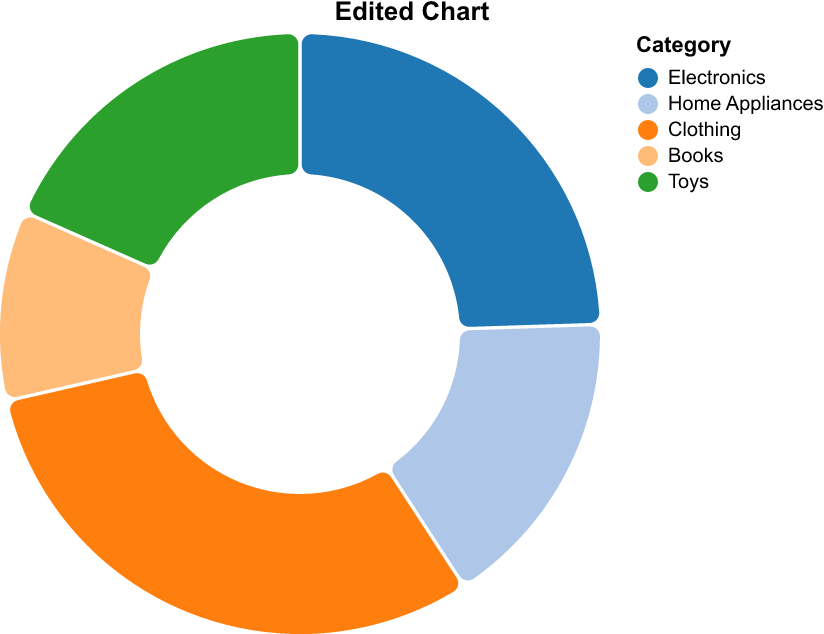 Edited Chart
Category
Electronics
Home Appliances
Clothing
Books
Toys